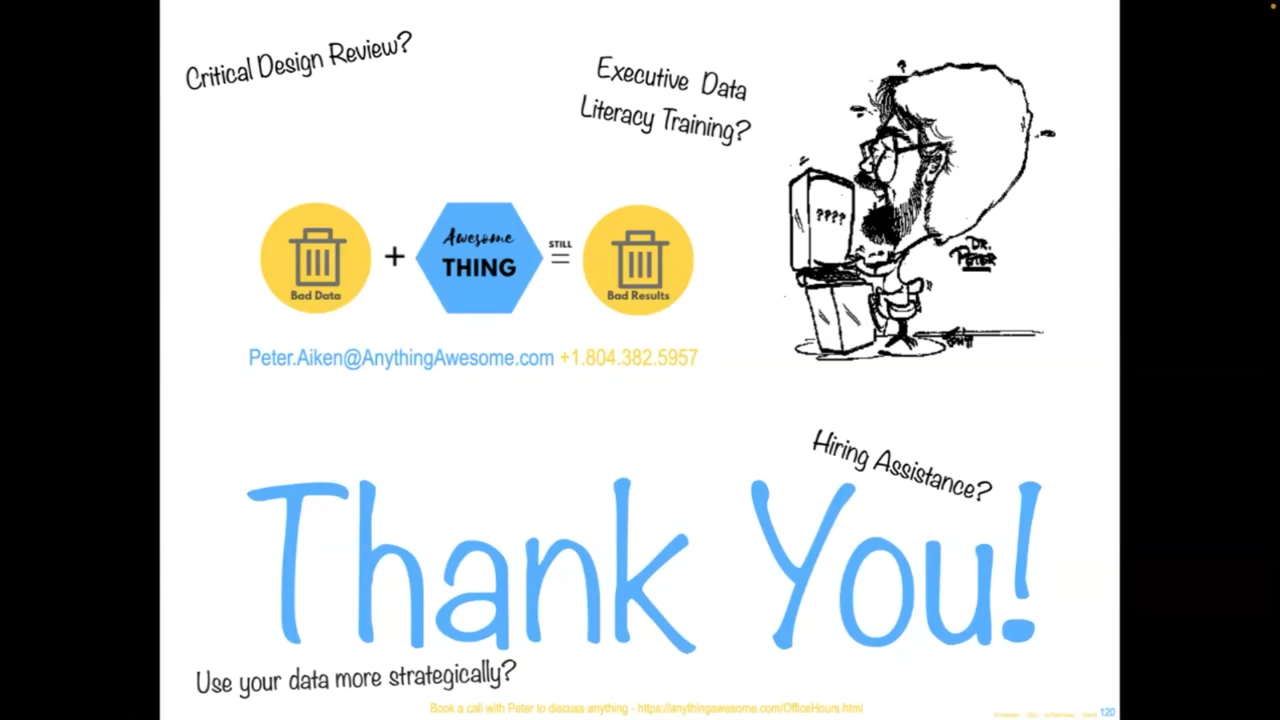 Critical Design Review?
Executive Data
Literacy Training?
?
????
DR.
PETER
Bad Data
+
Awesome
THING
STILL
=
Bad Results
Peter.Aiken@AnythingAwesome.com +1.804.382.5957
Hiring Assistance?
Thank You!
Use your data more strategically?
Book a call with Peter to discuss anything - https://anythingawesome.com/OfficeHours.html
120